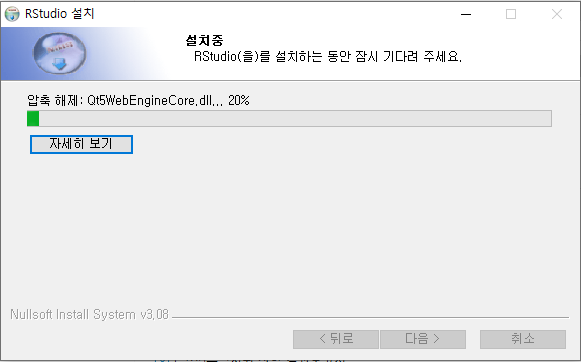 RStudio 설치
설치중
RStudio(을)를 설치하는 동안 잠시 기다려 주세요.
압축 해제: Qt5WebEngineCore.dll... 20%
자세히 보기
Nullsoft Install System v3.08
< 뒤로
다음 >
취소